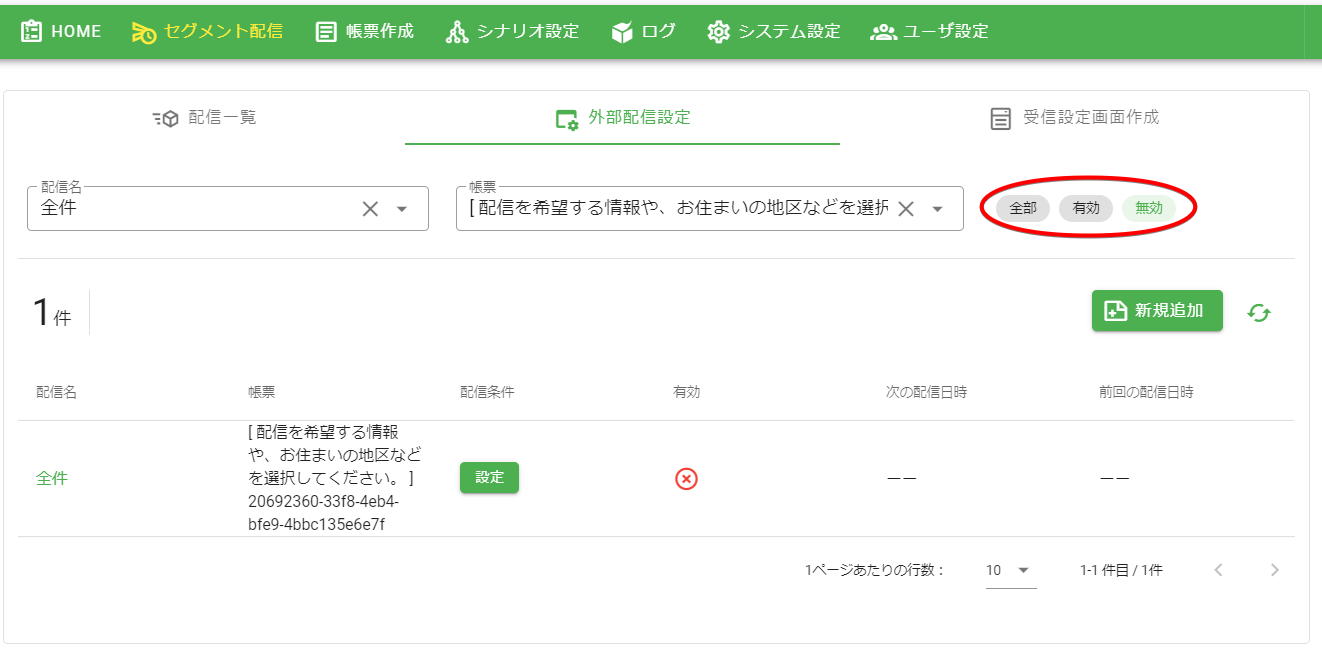 HOME セグメント配信 帳票作成 シナリオ設定 ログ システム設定 ユーザ設定
配信一覧 外部配信設定 受信設定画面作成
配信名 帳票
全件 [ 配信を希望する情報や、お住まいの地区などを選択 全部 有効 無効
1件 新規追加
配信名 帳票 配信条件 有効 次の配信日時 前回の配信日時
[ 配信を希望する情報
や、お住まいの地区など
全件 を選択してください。 ] 設定 —— ——
20692360-33f8-4eb4-
bfe9-4bbc135e6e7f
1ページあたりの行数： 10 1-1 件目 / 1件